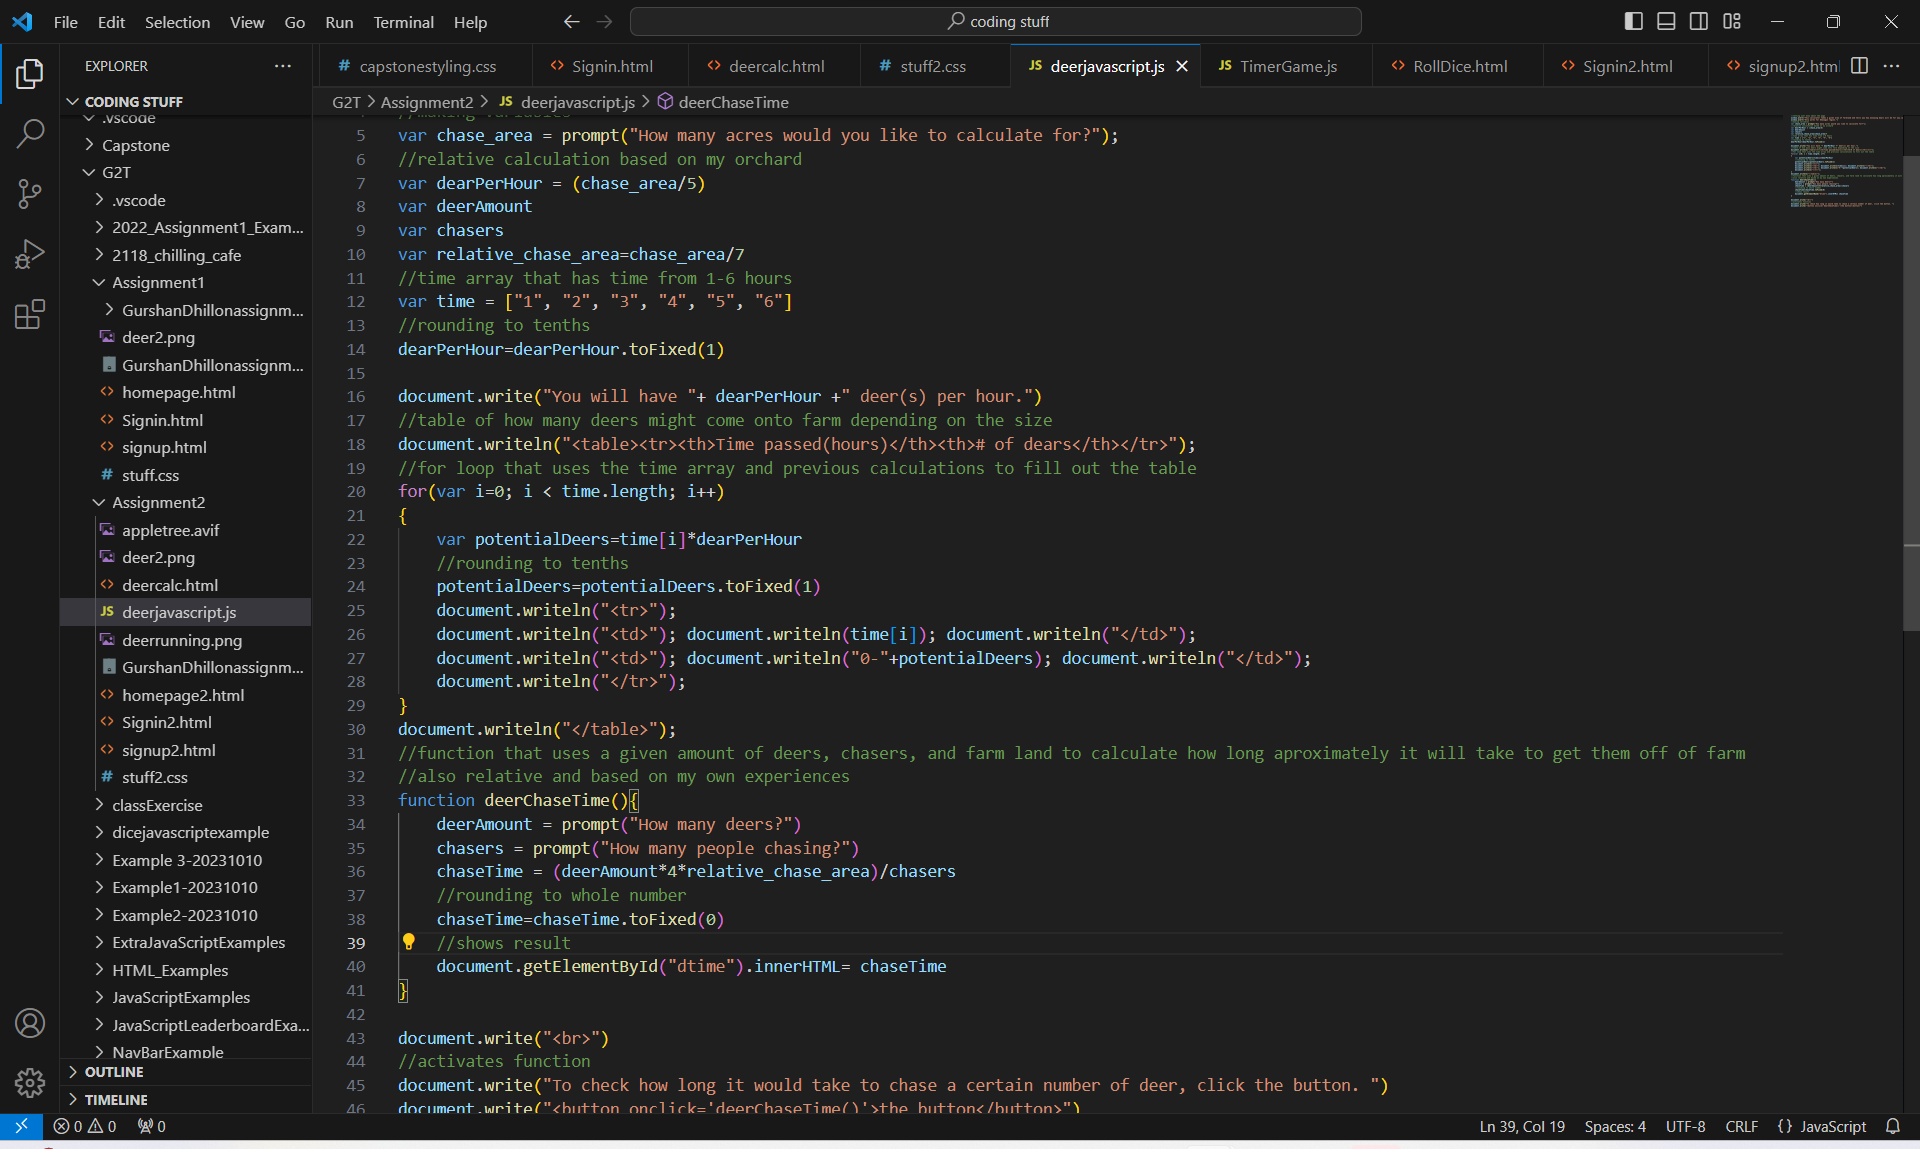 File Edit Selection View Go Run Terminal Help
coding stuff
EXPLORER
capstonestyling.css
Signin.html
deercalc.html
stuff2.css
JS deerjavascript.js
JS TimerGame.js
RollDice.html
Signin2.html
signup2.html
CODING STUFF
.vscode
Capstone
G2T
.vscode
2022_Assignment1_Exam...
2118_chilling_cafe
Assignment1
GurshanDhillonassignm...
deer2.png
GurshanDhillonassignm...
homepage.html
Signin.html
signup.html
stuff.css
Assignment2
appletree.avif
deer2.png
deercalc.html
JS deerjavascript.js
deerrunning.png
GurshanDhillonassignm...
homepage2.html
Signin2.html
signup2.html
stuff2.css
classExercise
dicejavascriptexample
Example 3-20231010
Example1-20231010
Example2-20231010
ExtraJavaScriptExamples
HTML_Examples
JavaScriptExamples
JavaScriptLeaderboardExa...
NavBarExample
OUTLINE
TIMELINE
G2T > Assignment2 > JS deerjavascript.js > deerChaseTime
4 //making variables
5 var chase_area = prompt("How many acres would you like to calculate for?");
6 //relative calculation based on my orchard
7 var dearPerHour = (chase_area/5)
8 var deerAmount
9 var chasers
10 var relative_chase_area=chase_area/7
11 //time array that has time from 1-6 hours
12 var time = ["1", "2", "3", "4", "5", "6"]
13 //rounding to tenths
14 dearPerHour=dearPerHour.toFixed(1)
15
16 document.write("You will have "+ dearPerHour +" deer(s) per hour.")
17 //table of how many deers might come onto farm depending on the size
18 document.writeln("<table><tr><th>Time passed(hours)</th><th># of dears</th></tr>");
19 //for loop that uses the time array and previous calculations to fill out the table
20 for(var i=0; i < time.length; i++)
21 {
22 var potentialDeers=time[i]*dearPerHour
23 //rounding to tenths
24 potentialDeers=potentialDeers.toFixed(1)
25 document.writeln("<tr>");
26 document.writeln("<td>"); document.writeln(time[i]); document.writeln("</td>");
27 document.writeln("<td>"); document.writeln("0-"+potentialDeers); document.writeln("</td>");
28 document.writeln("</tr>");
29 }
30 document.writeln("</table>");
31 //function that uses a given amount of deers, chasers, and farm land to calculate how long aproximately it will take to get them off of farm
32 //also relative and based on my own experiences
33 function deerChaseTime(){
34 deerAmount = prompt("How many deers?")
35 chasers = prompt("How many people chasing?")
36 chaseTime = (deerAmount*4*relative_chase_area)/chasers
37 //rounding to whole number
38 chaseTime=chaseTime.toFixed(0)
39 //shows result
40 document.getElementById("dtime").innerHTML= chaseTime
41 }
42
43 document.write("<br>")
44 //activates function
45 document.write("To check how long it would take to chase a certain number of deer, click the button. ")
46 document.write("<button onclick='deerChaseTime()'>the button</button>")
0 0 0
Ln 39, Col 19 Spaces: 4 UTF-8 CRLF {} JavaScript